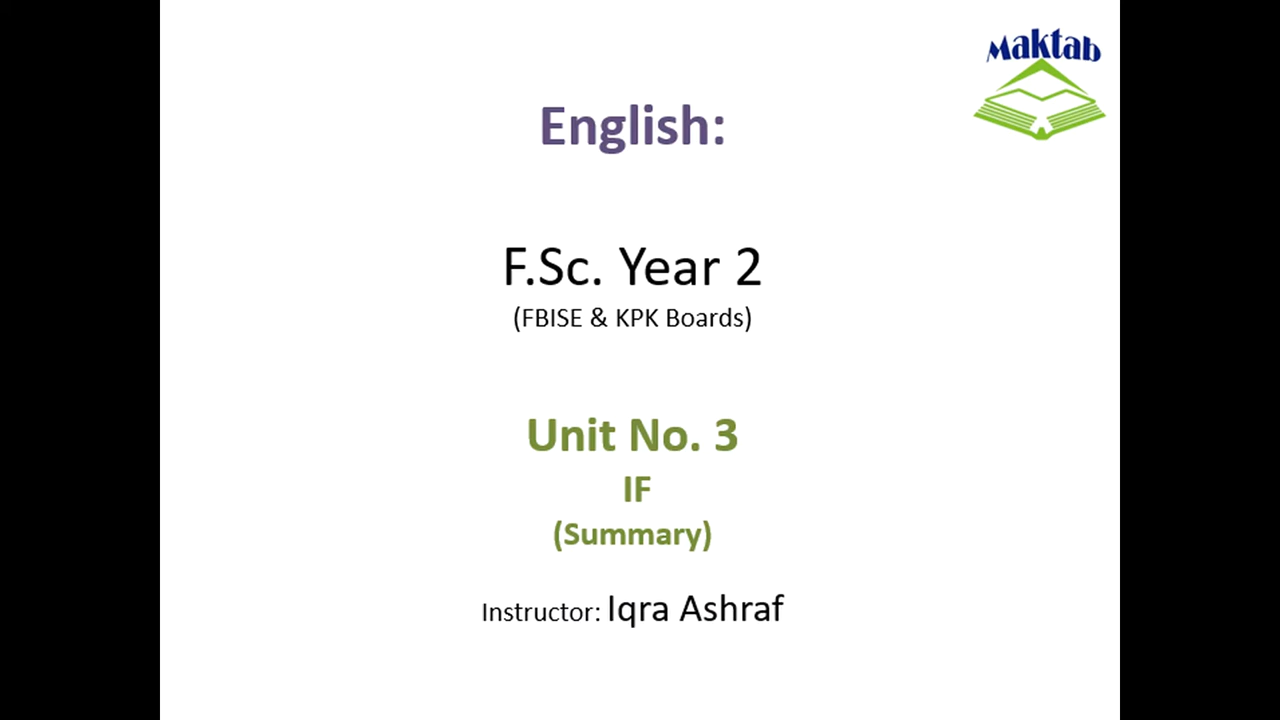 Maktab
English:
F.Sc. Year 2
(FBISE & KPK Boards)
Unit No. 3
IF
(Summary)
Instructor: Iqra Ashraf